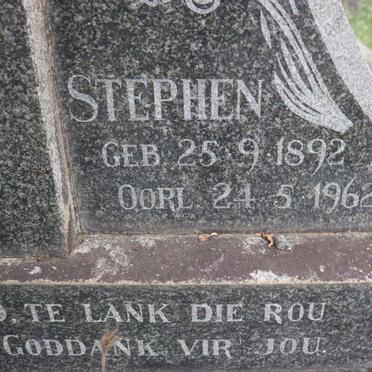 STEPHEN
GEB 25 9 1892
OORL 24 5 1962
O, TE LANK DIE ROU
GODDANK VIR JOU.